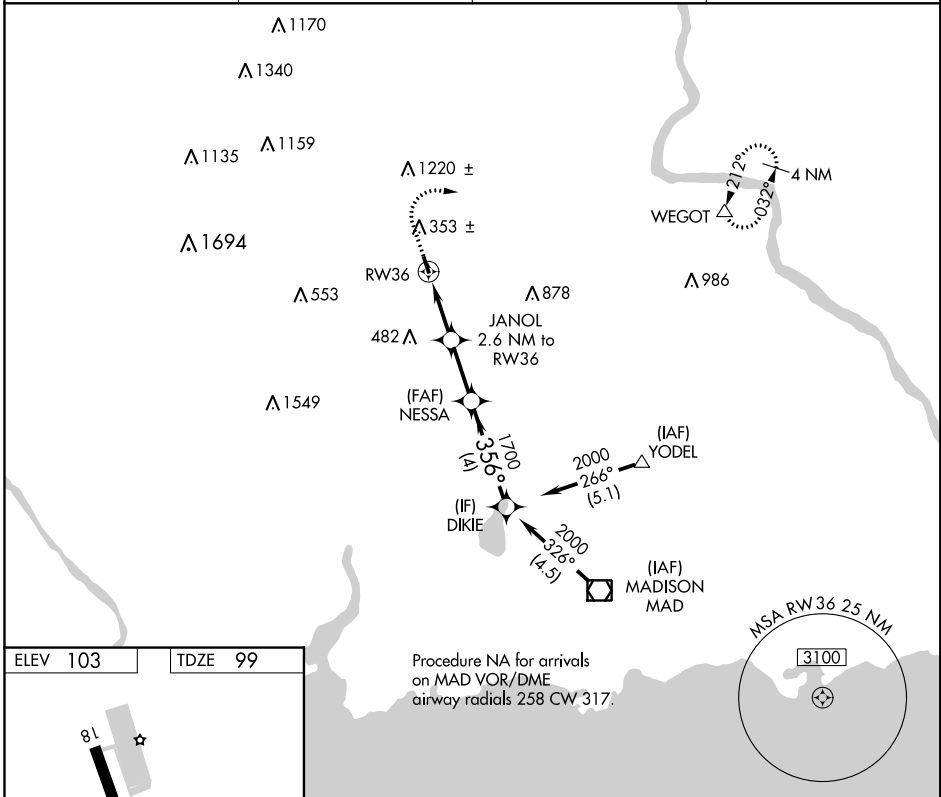 1170
1340
1159
1135
1220 ±
212°
4 NM
032°
WEGOT
353 ±
1694
RW36
986
878
553
JANOL
2.6 NM to
RW36
482
(FAF)
NESSA
1549
1700
356°
(4)
(IAF)
YODEL
2000
266°
(5.1)
(IF)
DIKIE
2000
326°
(4.5)
(IAF)
MADISON
MAD
MSA RW36 25 NM
3100
Procedure NA for arrivals
on MAD VOR/DME
airway radials 258 CW 317.
ELEV 103
TDZE 99
18